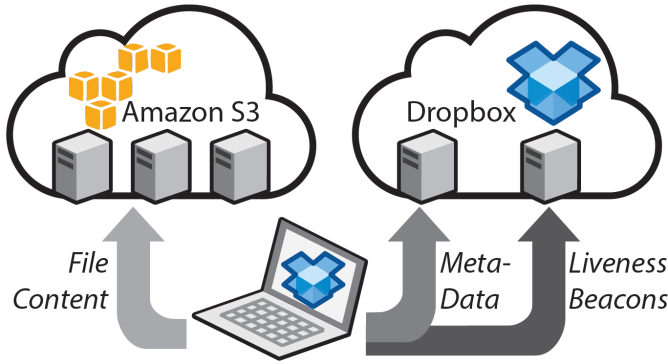 Amazon S3
Dropbox
File
Content
Meta-
Data
Liveness
Beacons